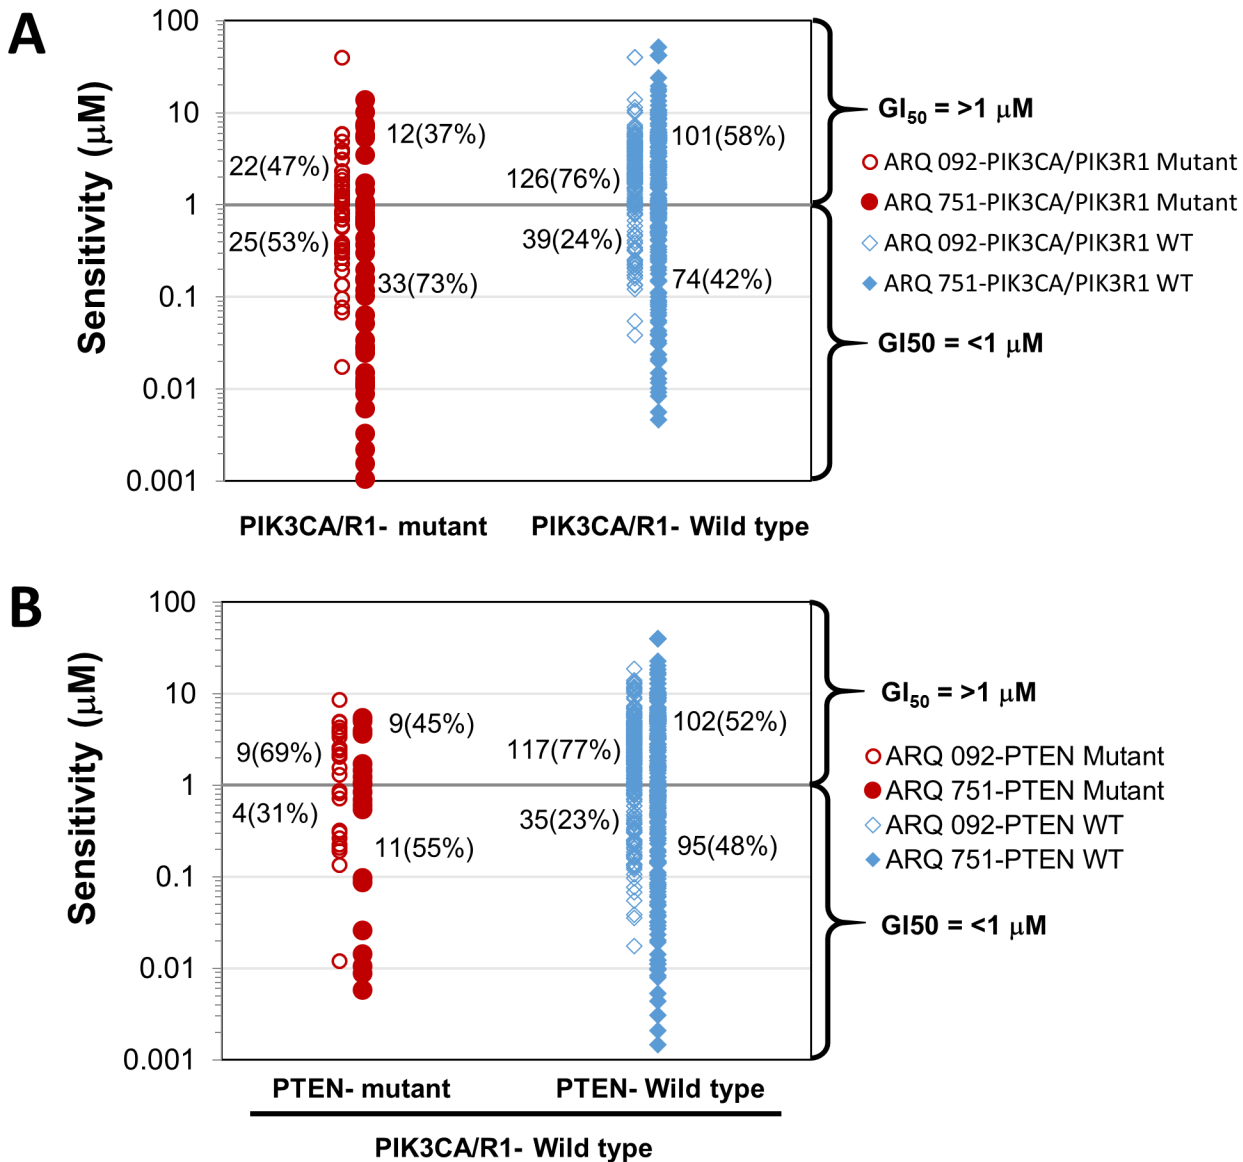 A
Sensitivity (μM)
100
10
1
0.1
0.01
0.001
22(47%)
25(53%)
12(37%)
33(73%)
126(76%)
39(24%)
101(58%)
74(42%)
PIK3CA/R1- mutant
PIK3CA/R1- Wild type
GI50 = >1 μM
ARQ 092-PIK3CA/PIK3R1 Mutant
ARQ 751-PIK3CA/PIK3R1 Mutant
ARQ 092-PIK3CA/PIK3R1 WT
ARQ 751-PIK3CA/PIK3R1 WT
GI50 = <1 μM
B
Sensitivity (μM)
100
10
1
0.1
0.01
0.001
9(69%)
4(31%)
9(45%)
11(55%)
117(77%)
35(23%)
102(52%)
95(48%)
PTEN- mutant
PTEN- Wild type
PIK3CA/R1- Wild type
GI50 = >1 μM
ARQ 092-PTEN Mutant
ARQ 751-PTEN Mutant
ARQ 092-PTEN WT
ARQ 751-PTEN WT
GI50 = <1 μM